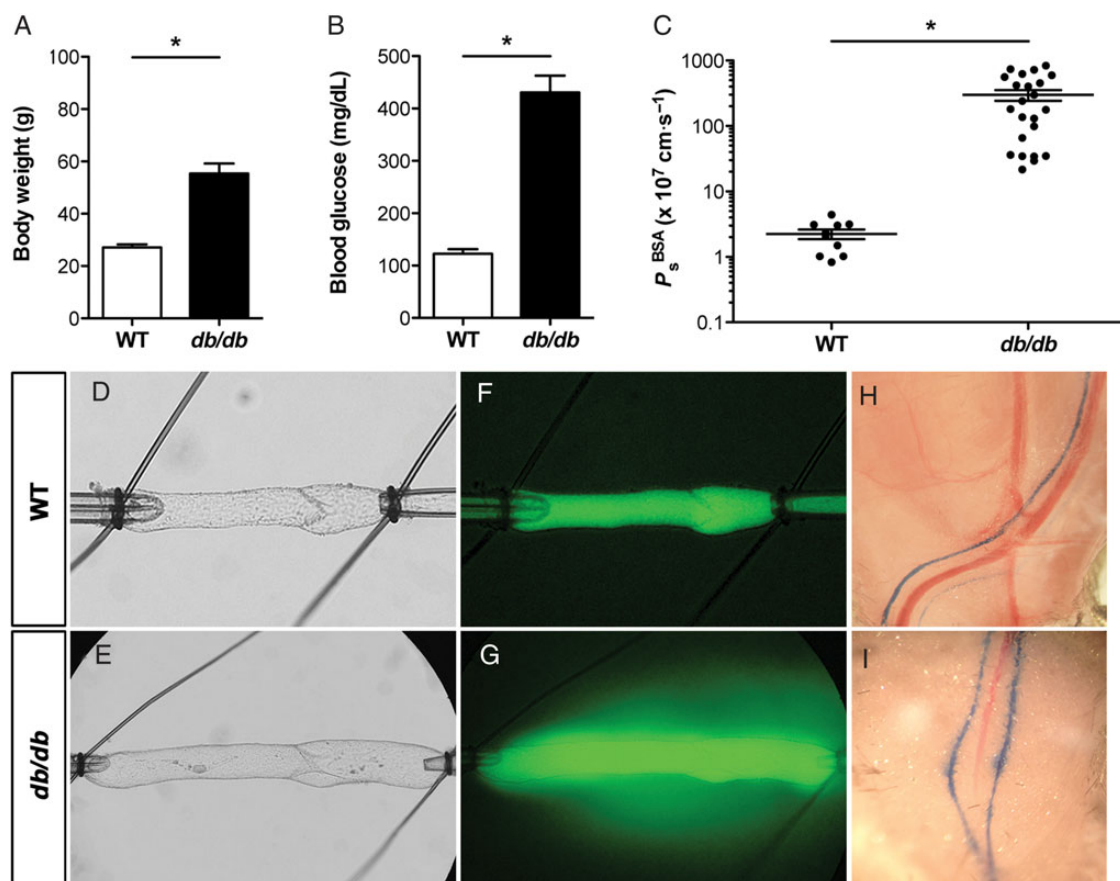 A
*
Body weight (g)
100
80
60
40
20
0
WT
db/db
B
*
Blood glucose (mg/dL)
500
400
300
200
100
0
WT
db/db
C
*
Ps BSA (x 10⁷ cm·s⁻¹)
1000
100
10
1
0.1
WT
db/db
WT
D
F
H
db/db
E
G
I